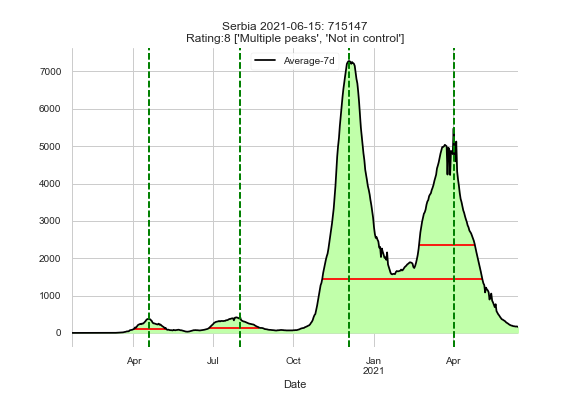 Serbia 2021-06-15: 715147
Rating:8 ['Multiple peaks', 'Not in control']
Average-7d
7000
6000
5000
4000
3000
2000
1000
0
Apr
Jul
Oct
Jan
2021
Apr
Date